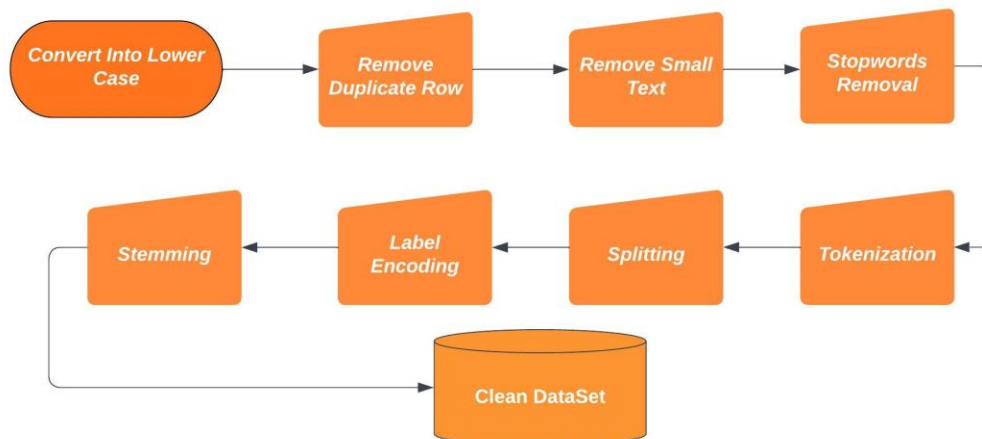 Convert Into Lower
Case
Remove
Duplicate Row
Remove Small
Text
Stopwords
Removal
Tokenization
Splitting
Label
Encoding
Stemming
Clean DataSet